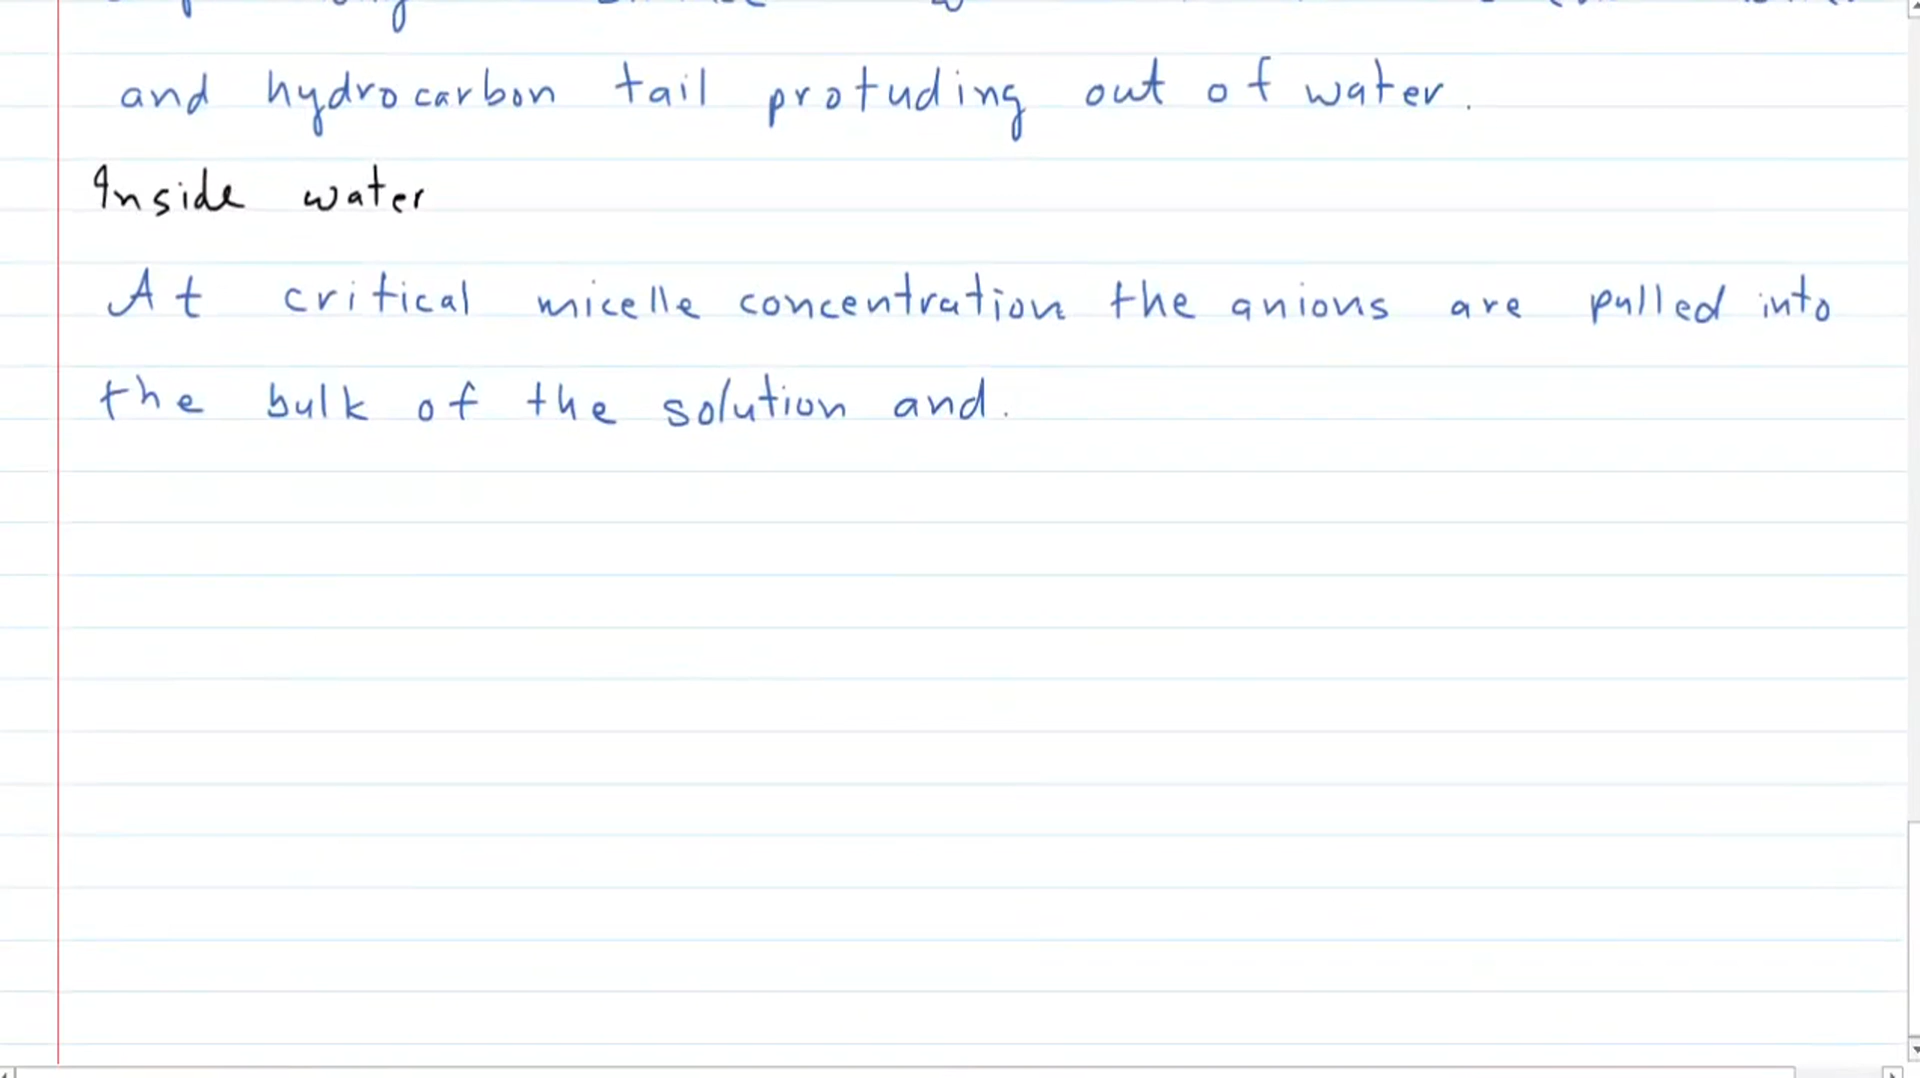 and hydrocarbon tail protuding out of water.
Inside water
At critical micelle concentration the anions are pulled into
the bulk of the solution and.